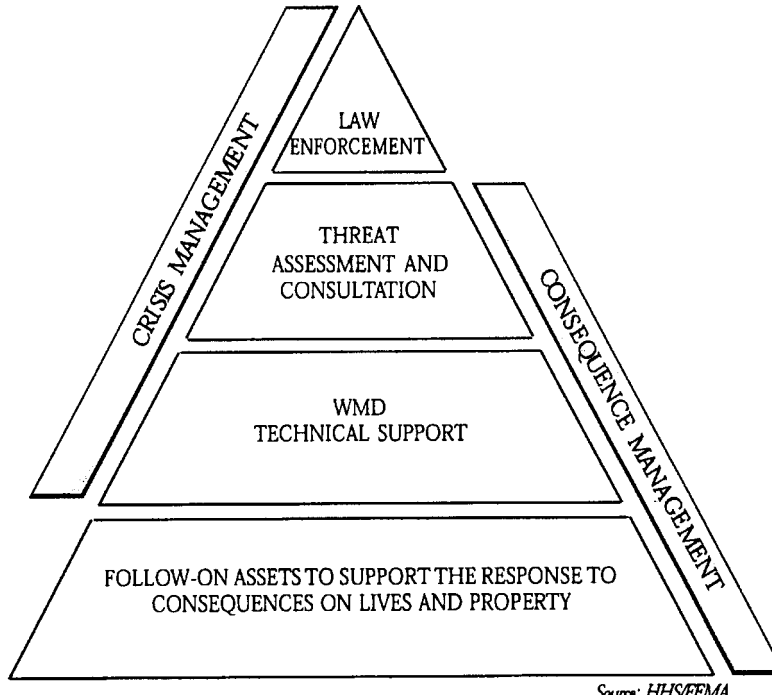 LAW
ENFORCEMENT
CRISIS MANAGEMENT
THREAT
ASSESSMENT AND
CONSULTATION
CONSEQUENCE MANAGEMENT
WMD
TECHNICAL SUPPORT
FOLLOW-ON ASSETS TO SUPPORT THE RESPONSE TO
CONSEQUENCES ON LIVES AND PROPERTY
Source: HHS/FEMA